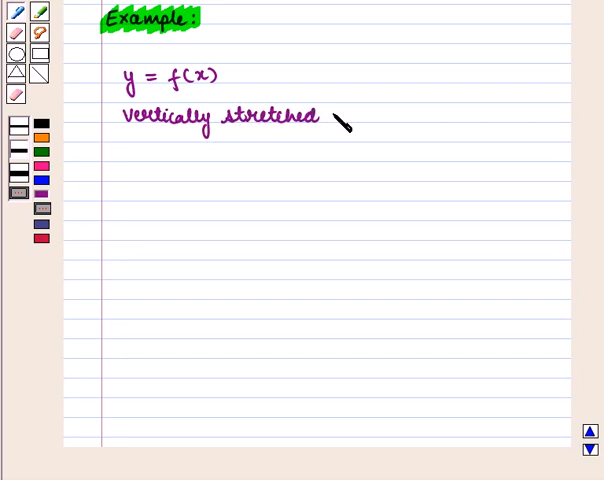 Example:
y = f(x)
vertically stretched